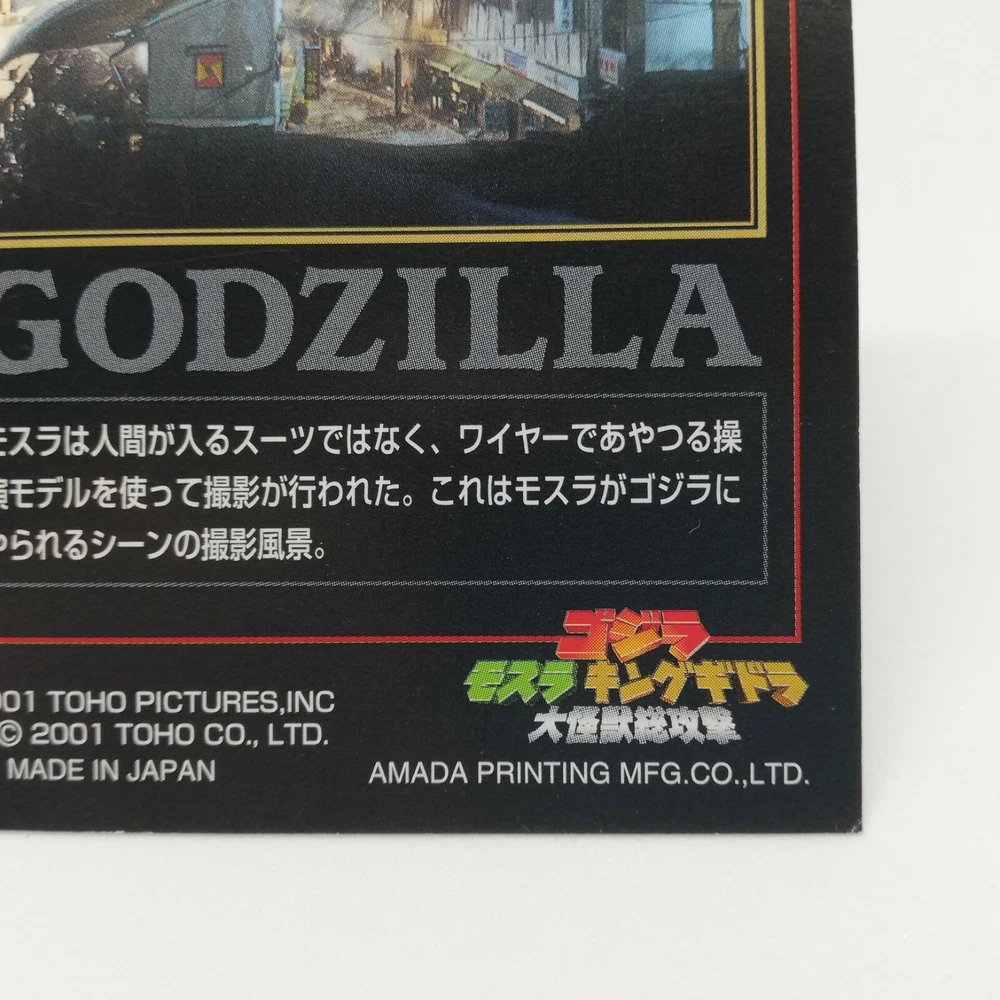 GODZILLA
モスラは人間が入るスーツではなく、ワイヤーであやつる操
演モデルを使って撮影が行われた。これはモスラがゴジラに
やられるシーンの撮影風景。
ゴジラ
モスラ キングギドラ
大怪獣総攻撃
001 TOHO PICTURES,INC
© 2001 TOHO CO., LTD.
MADE IN JAPAN
AMADA PRINTING MFG.CO.,LTD.